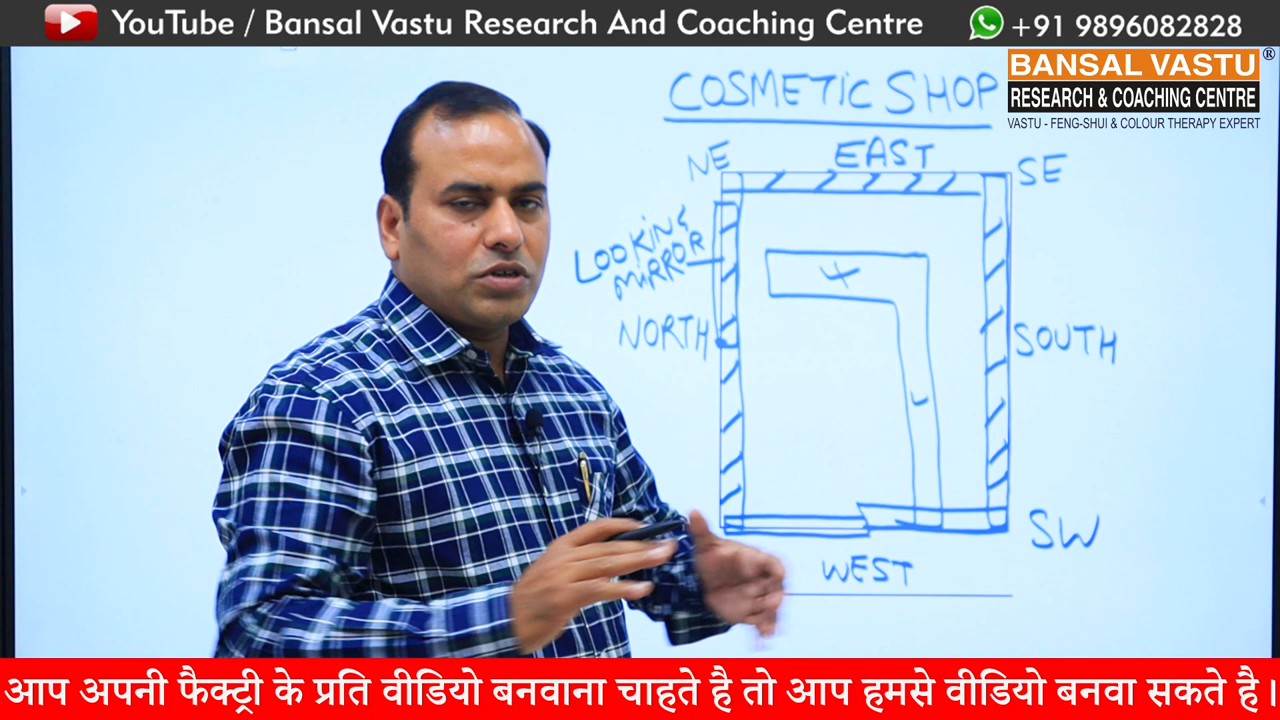 YouTube / Bansal Vastu Research And Coaching Centre
+91 9896082828
BANSAL VASTU®
RESEARCH & COACHING CENTRE
VASTU - FENG-SHUI & COLOUR THERAPY EXPERT
COSMETIC SHOP
NE
EAST
SE
LOOKING
MIRROR
NORTH
SOUTH
SW
WEST
आप अपनी फैक्ट्री के प्रति वीडियो बनवाना चाहते है तो आप हमसे वीडियो बनवा सकते है।